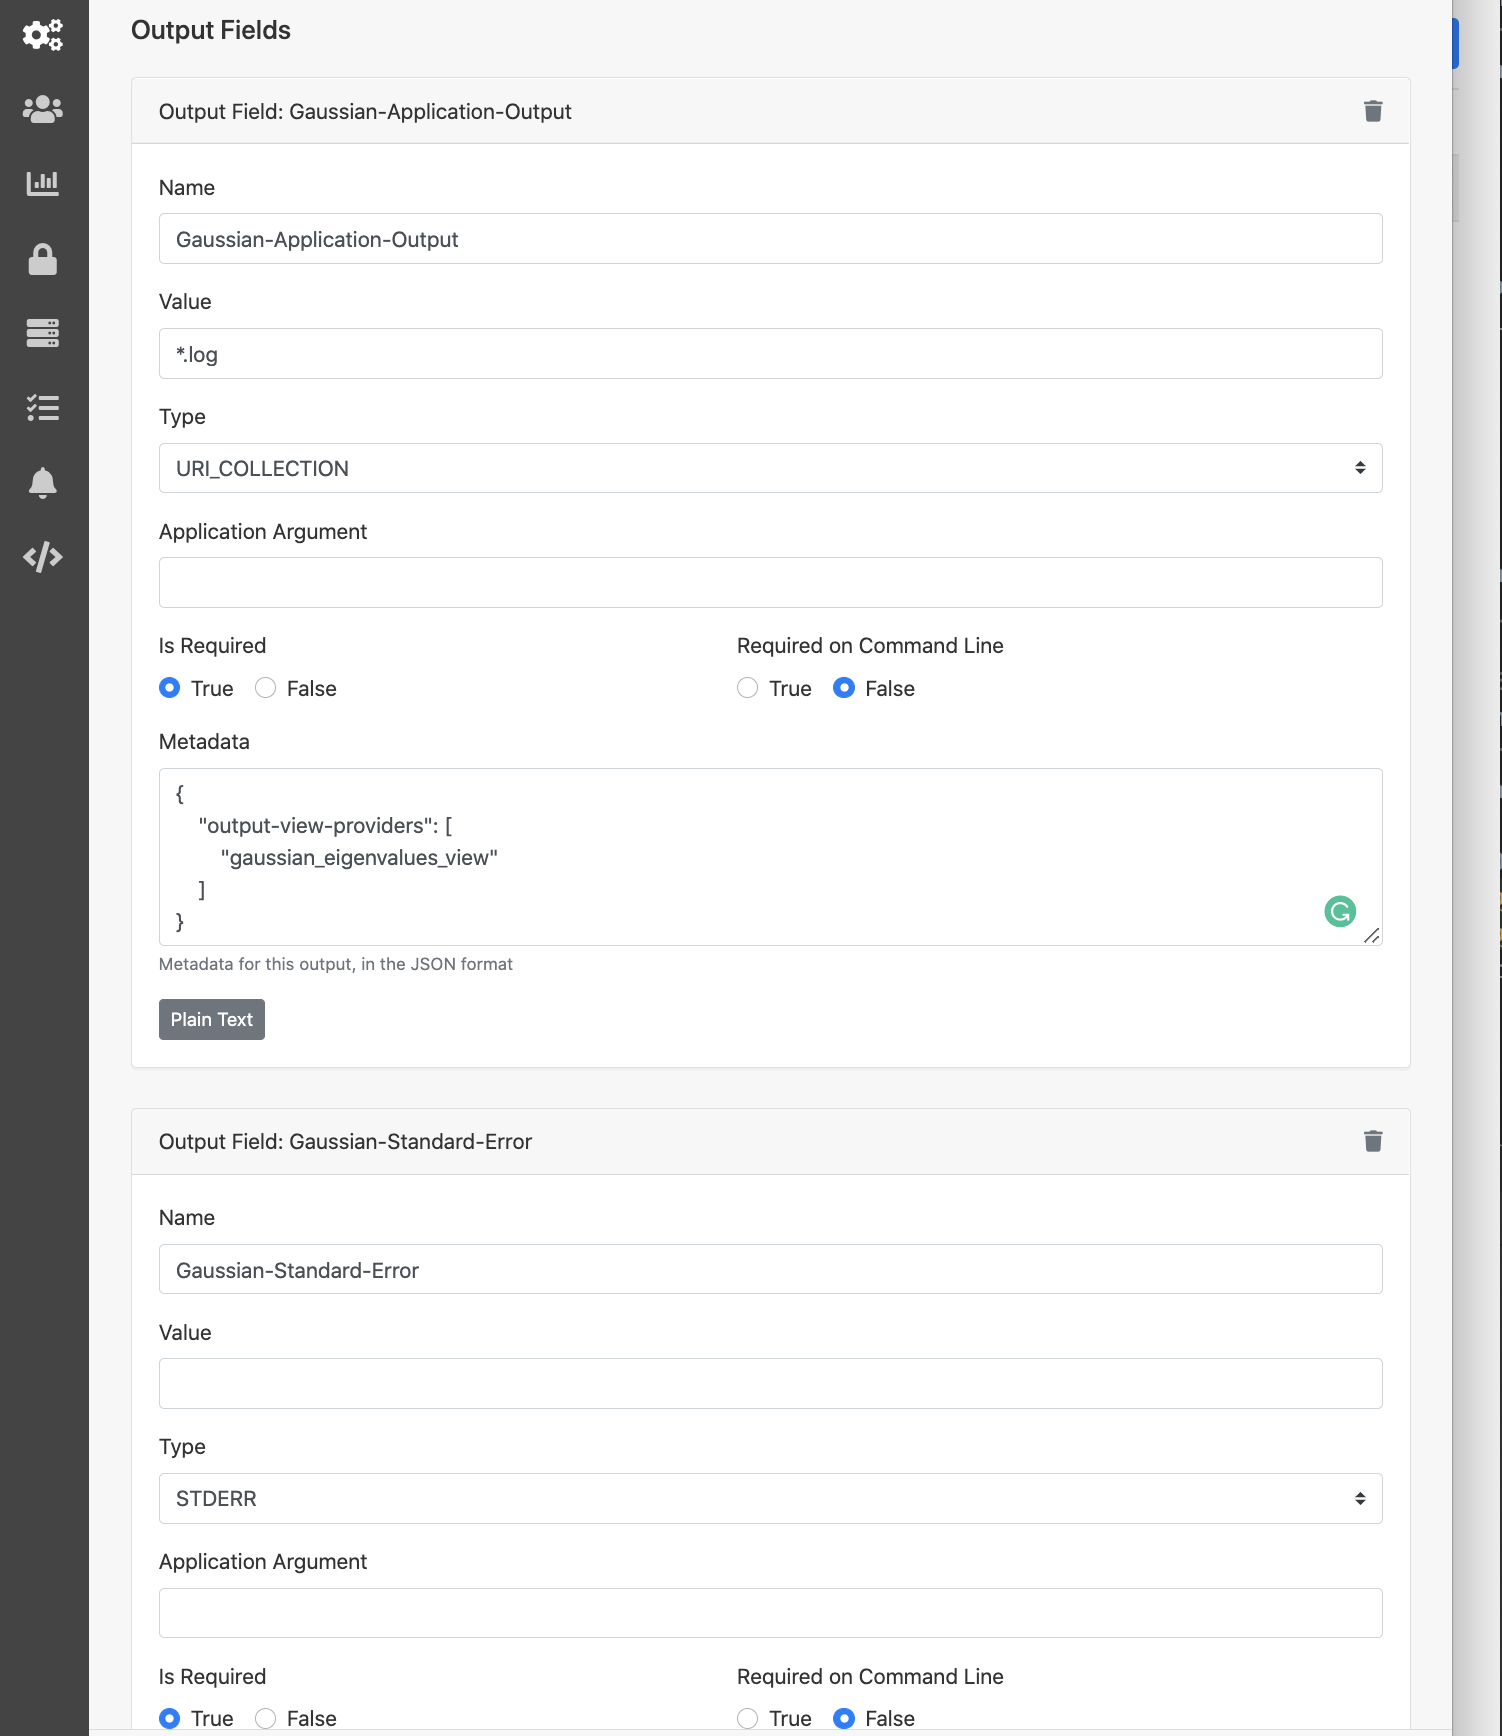 Output Fields
Output Field: Gaussian-Application-Output
Name
Gaussian-Application-Output
Value
*.log
Type
URI_COLLECTION
Application Argument
Is Required
Required on Command Line
True False
True False
Metadata
{
"output-view-providers": [
"gaussian_eigenvalues_view"
]
}
Metadata for this output, in the JSON format
Plain Text
Output Field: Gaussian-Standard-Error
Name
Gaussian-Standard-Error
Value
Type
STDERR
Application Argument
Is Required
Required on Command Line
True False
True False